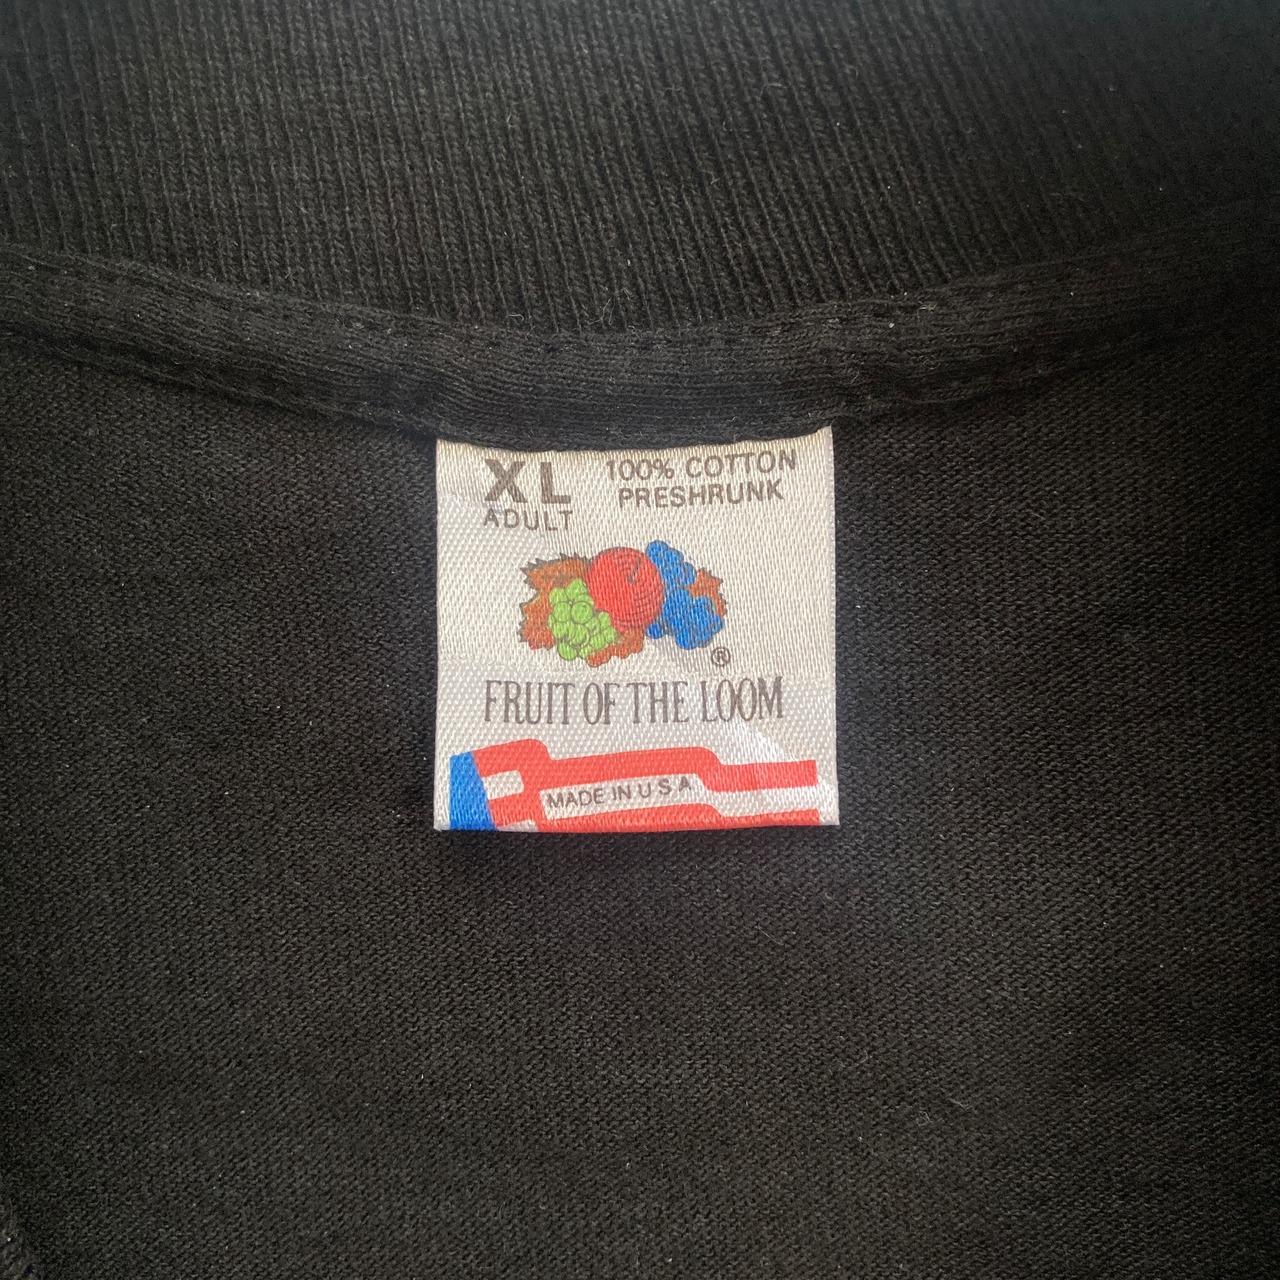 XL
ADULT
100% COTTON
PRESHRUNK
®
FRUIT OF THE LOOM
MADE IN U S A